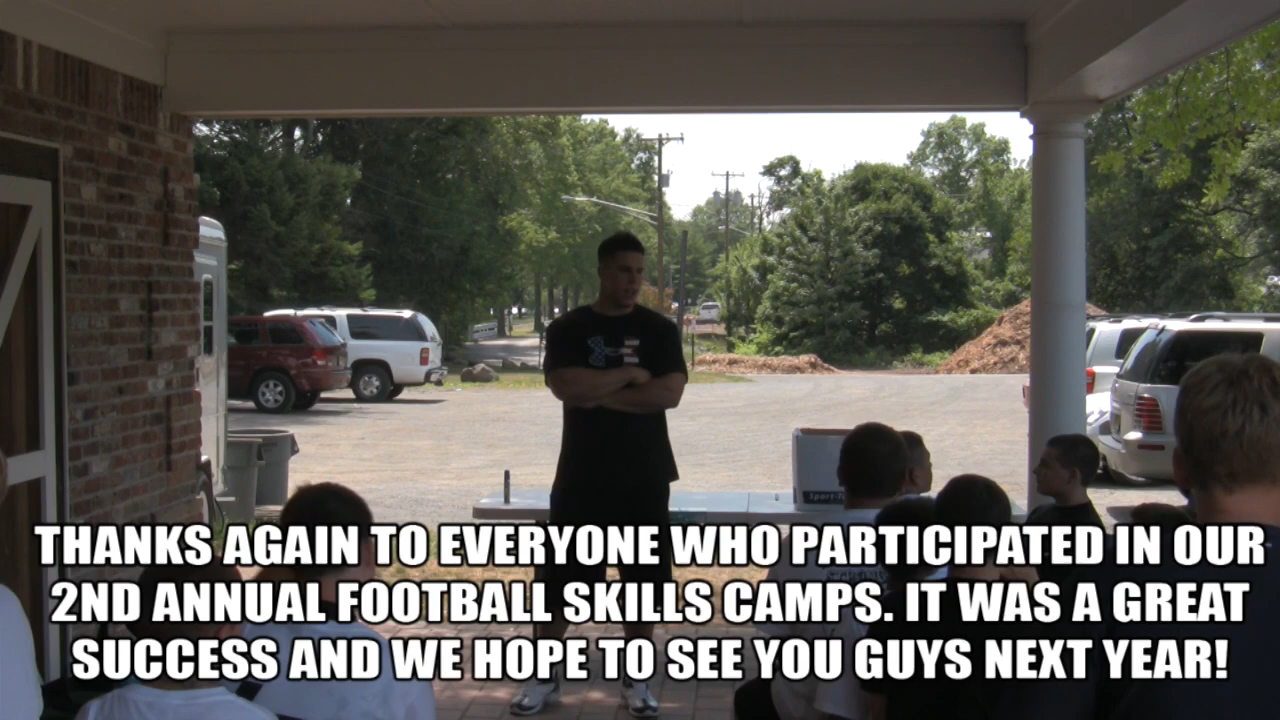 Sport-T
THANKS AGAIN TO EVERYONE WHO PARTICIPATED IN OUR
2ND ANNUAL FOOTBALL SKILLS CAMPS. IT WAS A GREAT
SUCCESS AND WE HOPE TO SEE YOU GUYS NEXT YEAR!